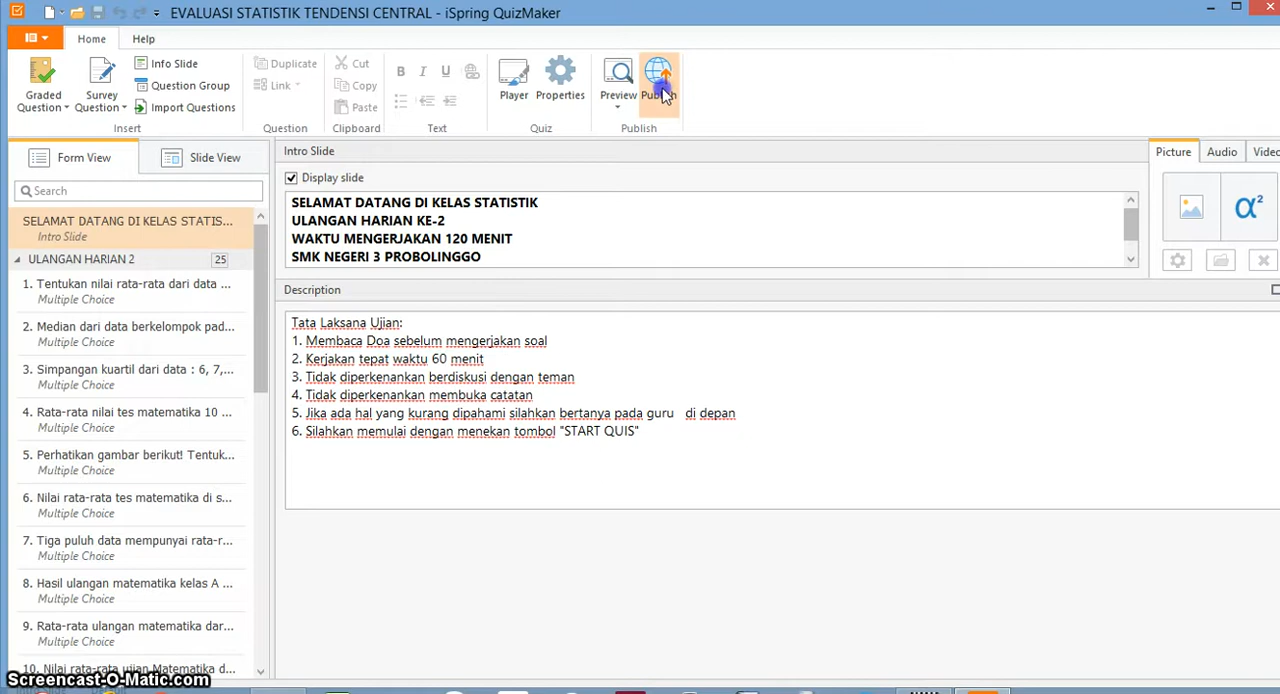 EVALUASI STATISTIK TENDENSI CENTRAL - iSpring QuizMaker
Home Help
Graded Question
Survey Question
Info Slide
Question Group
Import Questions
Insert
Duplicate
Link
Question
Cut
Copy
Paste
Clipboard
B I U
Text
Player
Properties
Quiz
Preview
Publish
Publish
Form View
Slide View
Search
SELAMAT DATANG DI KELAS STATIS...
Intro Slide
ULANGAN HARIAN 2 25
1. Tentukan nilai rata-rata dari data ...
Multiple Choice
2. Median dari data berkelompok pad...
Multiple Choice
3. Simpangan kuartil dari data : 6, 7,...
Multiple Choice
4. Rata-rata nilai tes matematika 10 ...
Multiple Choice
5. Perhatikan gambar berikut! Tentuk...
Multiple Choice
6. Nilai rata-rata tes matematika di s...
Multiple Choice
7. Tiga puluh data mempunyai rata-r...
Multiple Choice
8. Hasil ulangan matematika kelas A ...
Multiple Choice
9. Rata-rata ulangan matematika dar...
Multiple Choice
10. Nilai rata-rata ujian Matematika d...
Intro Slide
Display slide
SELAMAT DATANG DI KELAS STATISTIK
ULANGAN HARIAN KE-2
WAKTU MENGERJAKAN 120 MENIT
SMK NEGERI 3 PROBOLINGGO
Picture Audio Video
α²
Description
Tata Laksana Ujian:
1. Membaca Doa sebelum mengerjakan soal
2. Kerjakan tepat waktu 60 menit
3. Tidak diperkenankan berdiskusi dengan teman
4. Tidak diperkenankan membuka catatan
5. Jika ada hal yang kurang dipahami silahkan bertanya pada guru di depan
6. Silahkan memulai dengan menekan tombol "START QUIS"
Screencast-O-Matic.com